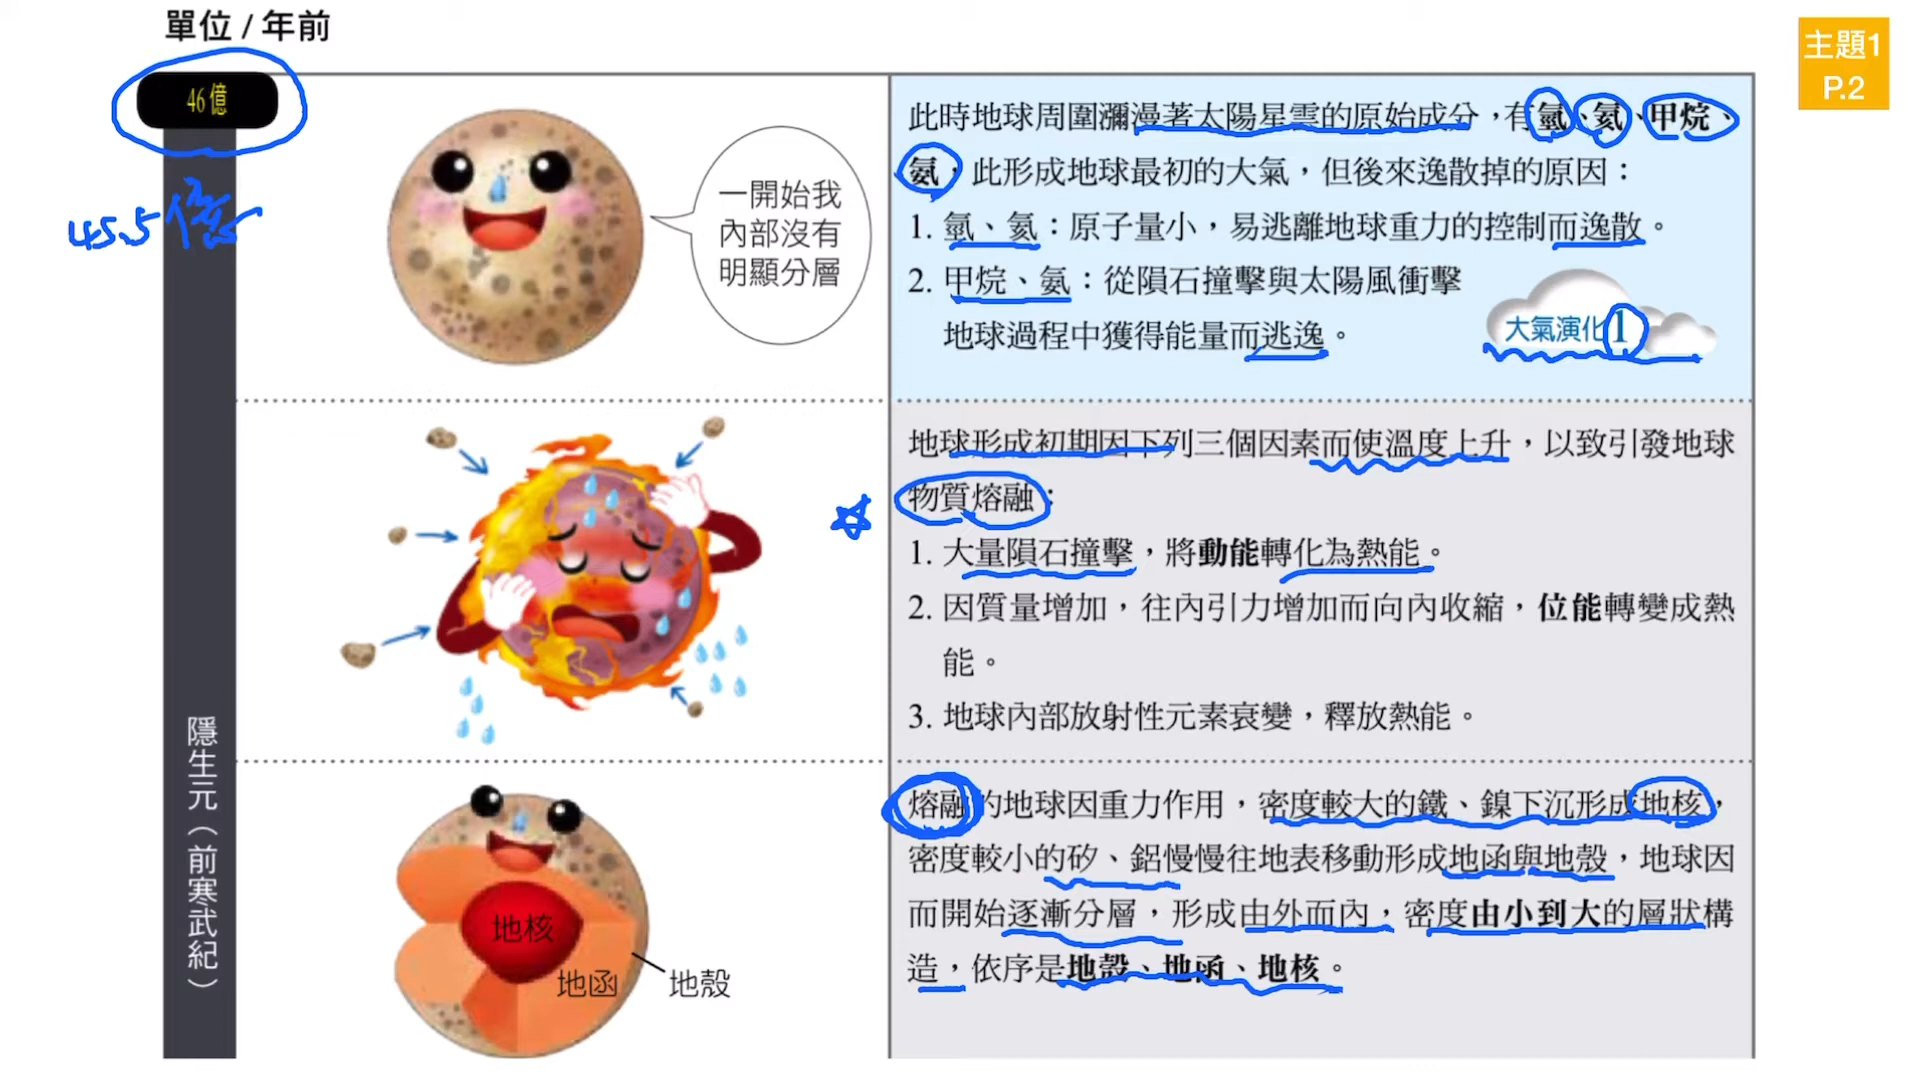 單位 / 年前
主題1
P.2
46億
45.5億
一開始我
內部沒有
明顯分層
此時地球周圍瀰漫著太陽星雲的原始成分，有氫、氦、甲烷、
氨，此形成地球最初的大氣，但後來逸散掉的原因：
1. 氫、氦：原子量小，易逃離地球重力的控制而逸散。
2. 甲烷、氨：從隕石撞擊與太陽風衝擊
地球過程中獲得能量而逃逸。
大氣演化1
地球形成初期因下列三個因素而使溫度上升，以致引發地球
物質熔融：
1. 大量隕石撞擊，將動能轉化為熱能。
2. 因質量增加，往內引力增加而向內收縮，位能轉變成熱
能。
3. 地球內部放射性元素衰變，釋放熱能。
隱生元（前寒武紀）
地核
地函
地殼
熔融的地球因重力作用，密度較大的鐵、鎳下沉形成地核，
密度較小的矽、鋁慢慢往地表移動形成地函與地殼，地球因
而開始逐漸分層，形成由外而內，密度由小到大的層狀構
造，依序是地殼、地函、地核。